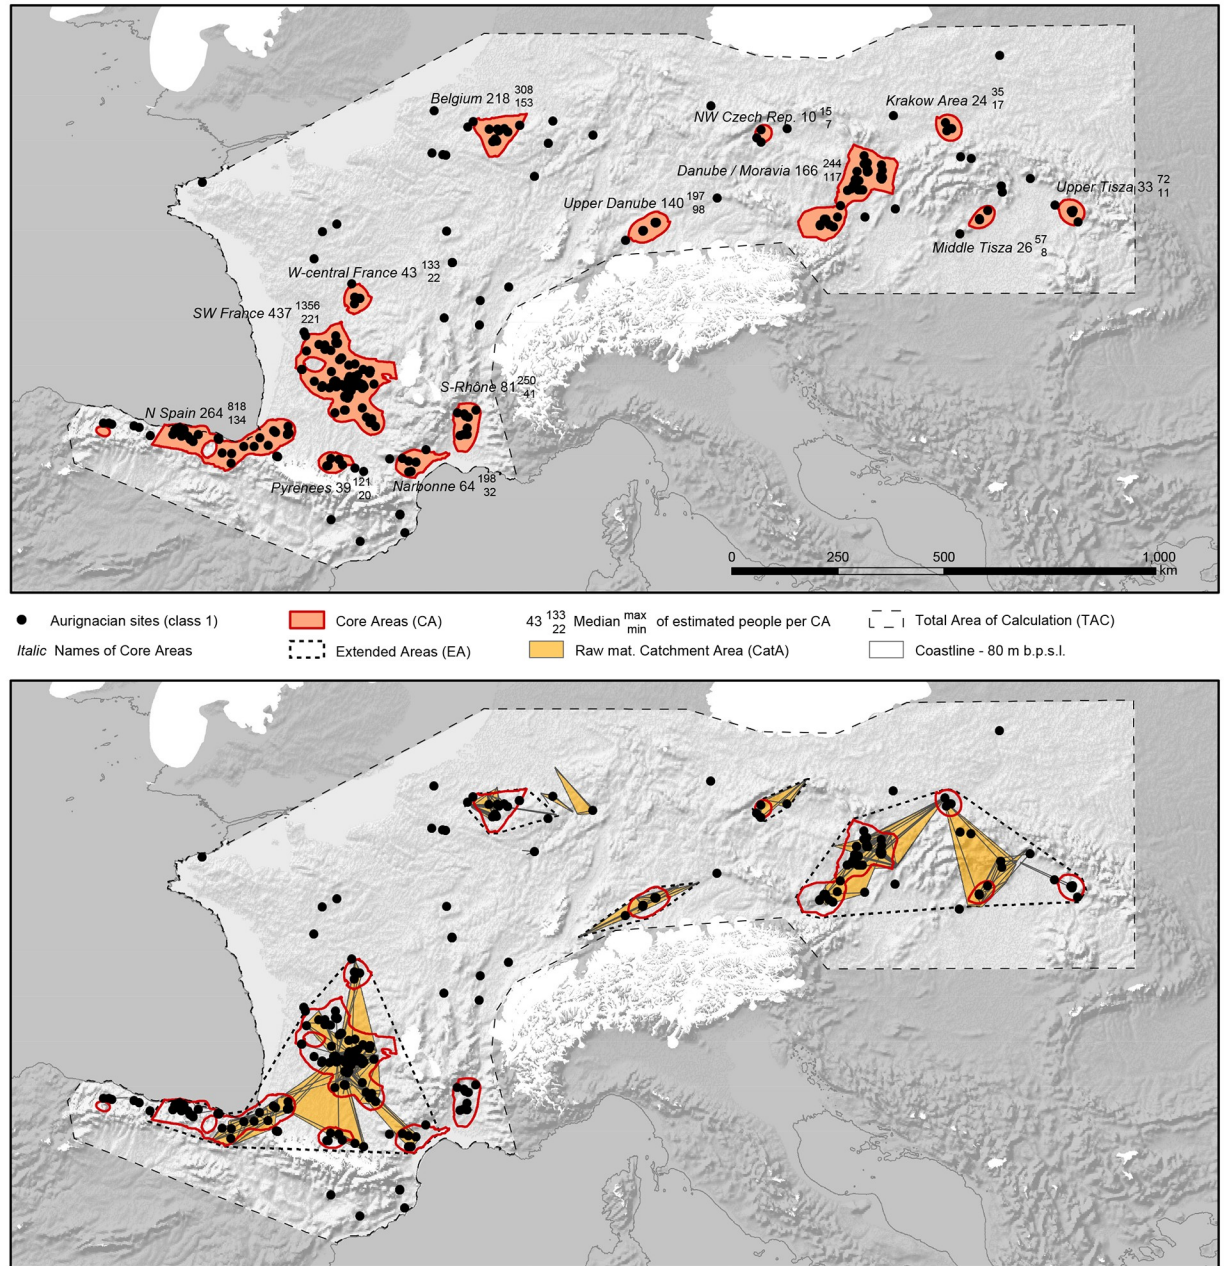 Belgium 218 308 153
NW Czech Rep. 10 15 7
Krakow Area 24 35 17
Danube / Moravia 166 244 117
Upper Danube 140 197 98
Upper Tisza 33 72 11
Middle Tisza 26 57 8
W-central France 43 133 22
SW France 437 1356 221
S-Rhône 81 250 41
N Spain 264 818 134
Pyrenees 39 121 20
Narbonne 64 198 32
0 250 500 1,000
km
Aurignacian sites (class 1)
Core Areas (CA)
43 133 22 Median max min of estimated people per CA
Total Area of Calculation (TAC)
Italic Names of Core Areas
Extended Areas (EA)
Raw mat. Catchment Area (CatA)
Coastline - 80 m b.p.s.l.